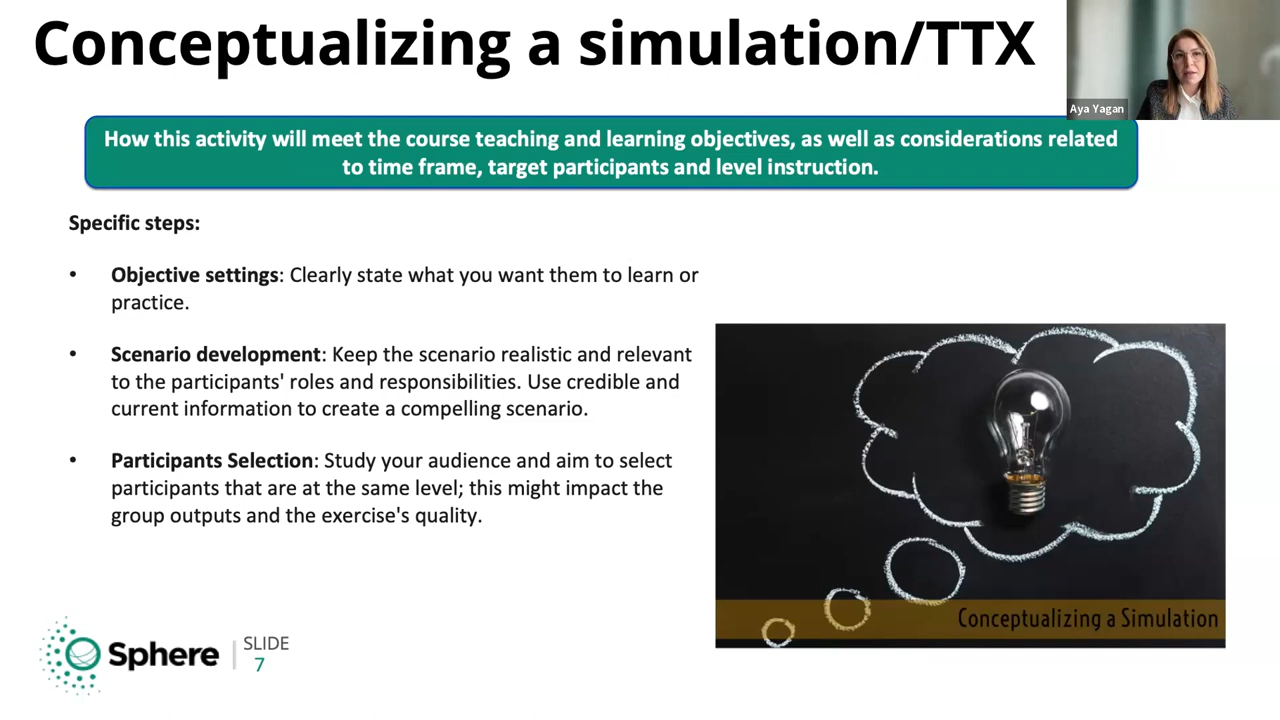 Conceptualizing a simulation/TTX
Aya Yagan
How this activity will meet the course teaching and learning objectives, as well as considerations related
to time frame, target participants and level instruction.
Specific steps:
• Objective settings: Clearly state what you want them to learn or
practice.
• Scenario development: Keep the scenario realistic and relevant
to the participants' roles and responsibilities. Use credible and
current information to create a compelling scenario.
• Participants Selection: Study your audience and aim to select
participants that are at the same level; this might impact the
group outputs and the exercise's quality.
Conceptualizing a Simulation
Sphere
SLIDE
7